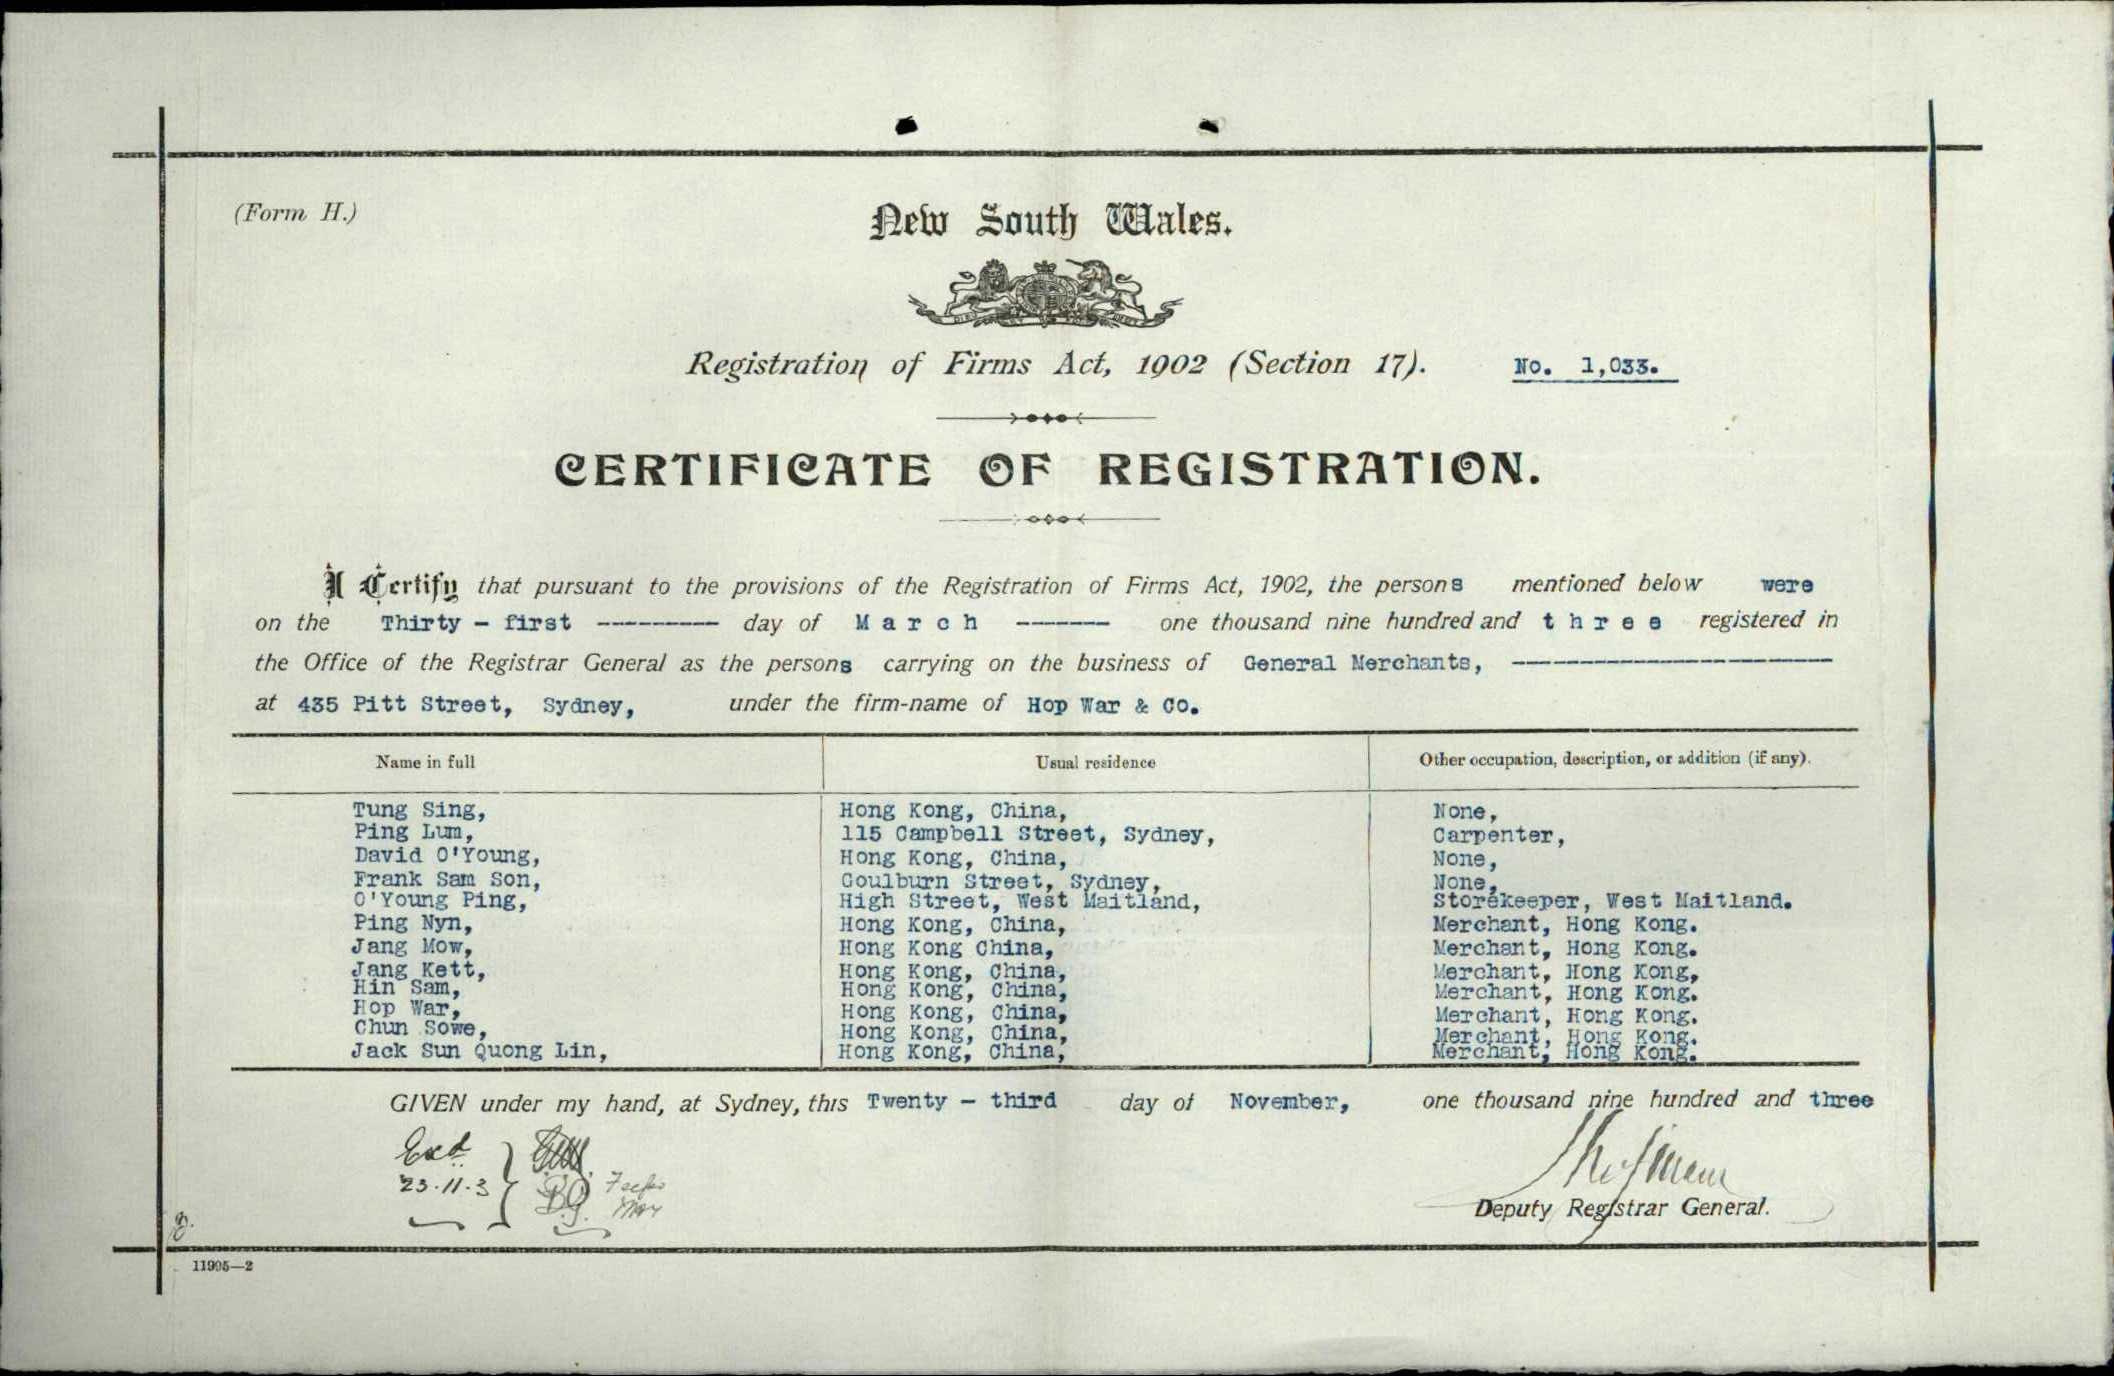 (Form H.)
New South Wales.
Registration of Firms Act, 1902 (Section 17). No. 1,033.
CERTIFICATE OF REGISTRATION.
I Certify that pursuant to the provisions of the Registration of Firms Act, 1902, the persons mentioned below were
on the Thirty - first --------- day of March ------- one thousand nine hundred and three registered in
the Office of the Registrar General as the persons carrying on the business of General Merchants, ------------------------
at 435 Pitt Street, Sydney, under the firm-name of Hop War & Co.
Name in full Usual residence Other occupation, description, or addition (if any).
Tung Sing, Hong Kong, China, None,
Ping Lum, 115 Campbell Street, Sydney, Carpenter,
David O'Young, Hong Kong, China, None,
Frank Sam Son, Goulburn Street, Sydney, None,
O'Young Ping, High Street, West Maitland, Storekeeper, West Maitland.
Ping Nyn, Hong Kong, China, Merchant, Hong Kong.
Jang Mow, Hong Kong China, Merchant, Hong Kong.
Jang Kett, Hong Kong, China, Merchant, Hong Kong,
Hin Sam, Hong Kong, China, Merchant, Hong Kong.
Hop War, Hong Kong, China, Merchant, Hong Kong.
Chun Sowe, Hong Kong, China, Merchant, Hong Kong.
Jack Sun Quong Lin, Hong Kong, China, Merchant, Hong Kong.
GIVEN under my hand, at Sydney, this Twenty - third day of November, one thousand nine hundred and three
Exd
23.11.3
Deputy Registrar General.
11995—2